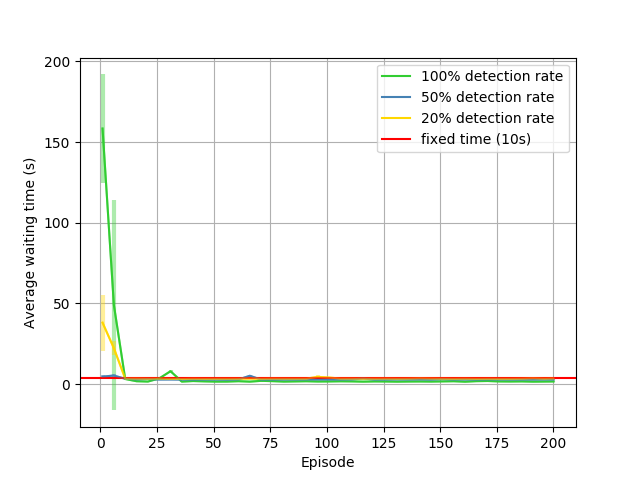 200
150
100
50
0
Average waiting time (s)
100% detection rate
50% detection rate
20% detection rate
fixed time (10s)
0 25 50 75 100 125 150 175 200
Episode